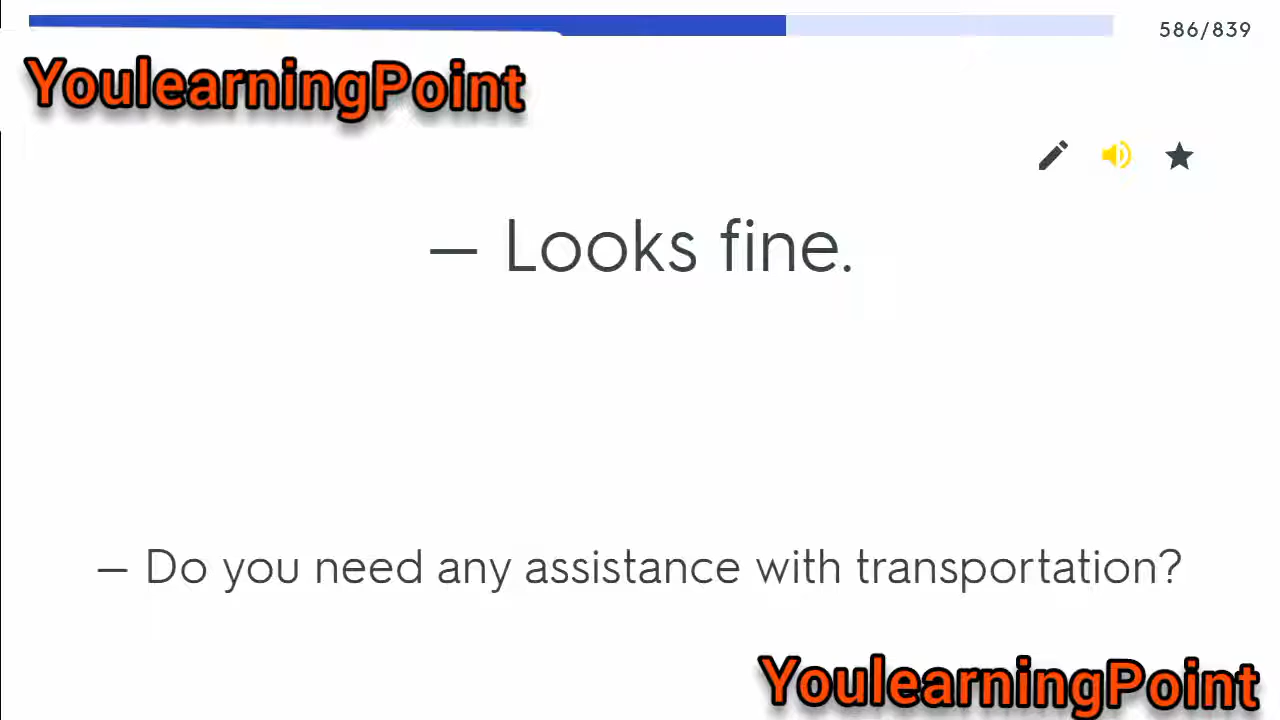 586/839
YoulearningPoint
– Looks fine.
– Do you need any assistance with transportation?
YoulearningPoint